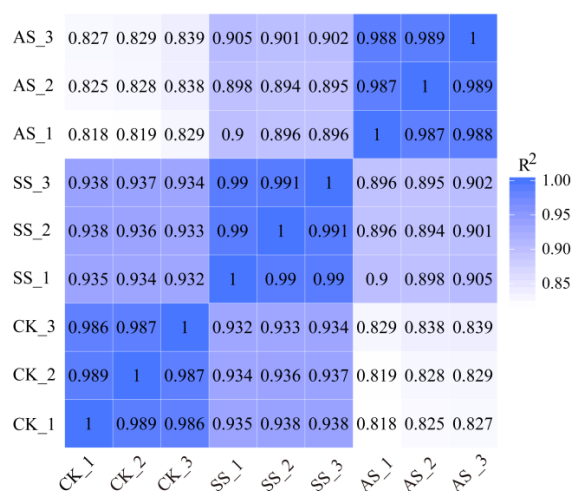 AS_3 0.827 0.829 0.839 0.905 0.901 0.902 0.988 0.989 1
AS_2 0.825 0.828 0.838 0.898 0.894 0.895 0.987 1 0.989
AS_1 0.818 0.819 0.829 0.9 0.896 0.896 1 0.987 0.988
R²
SS_3 0.938 0.937 0.934 0.99 0.991 1 0.896 0.895 0.902
1.00
SS_2 0.938 0.936 0.933 0.99 1 0.991 0.896 0.894 0.901
0.95
0.90
SS_1 0.935 0.934 0.932 1 0.99 0.99 0.9 0.898 0.905
0.85
CK_3 0.986 0.987 1 0.932 0.933 0.934 0.829 0.838 0.839
CK_2 0.989 1 0.987 0.934 0.936 0.937 0.819 0.828 0.829
CK_1 1 0.989 0.986 0.935 0.938 0.938 0.818 0.825 0.827
CK_1 CK_2 CK_3 SS_1 SS_2 SS_3 AS_1 AS_2 AS_3